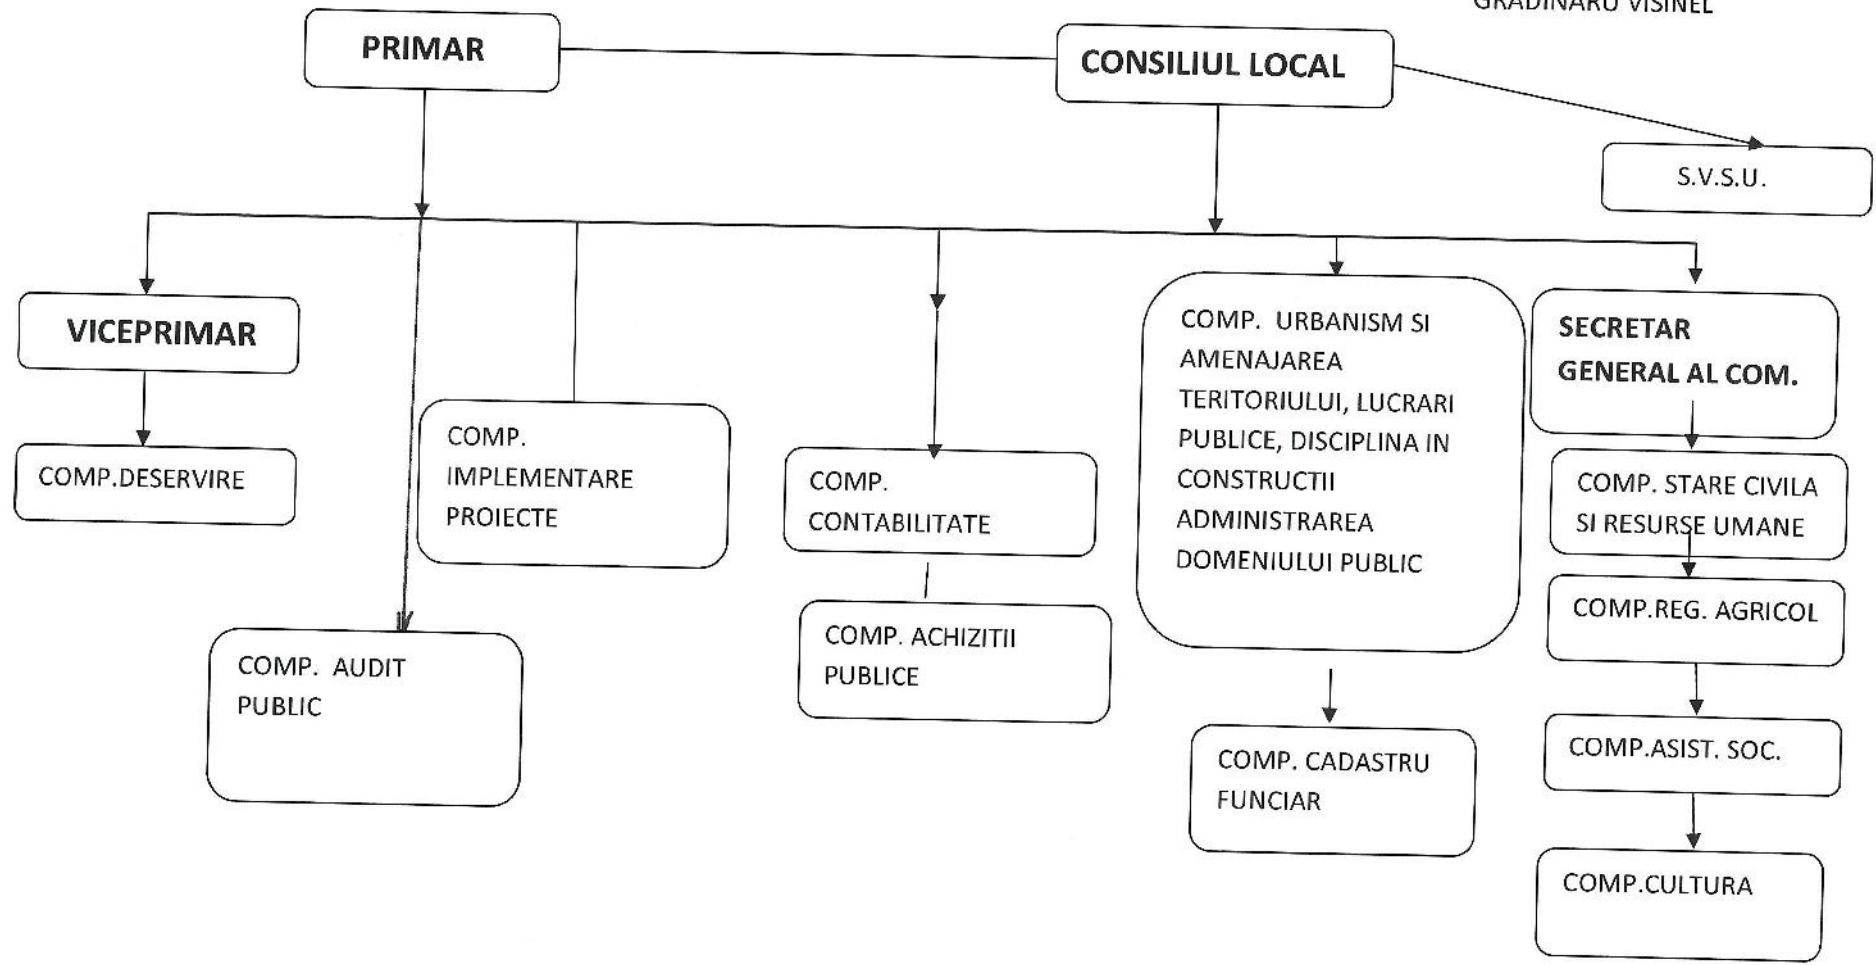 GRADINARU VISINEL
PRIMAR
CONSILIUL LOCAL
S.V.S.U.
VICEPRIMAR
COMP.DESERVIRE
COMP. AUDIT
PUBLIC
COMP.
IMPLEMENTARE
PROIECTE
COMP.
CONTABILITATE
COMP. ACHIZITII
PUBLICE
COMP. URBANISM SI
AMENAJAREA
TERITORIULUI, LUCRARI
PUBLICE, DISCIPLINA IN
CONSTRUCTII
ADMINISTRAREA
DOMENIULUI PUBLIC
COMP. CADASTRU
FUNCIAR
SECRETAR
GENERAL AL COM.
COMP. STARE CIVILA
SI RESURSE UMANE
COMP.REG. AGRICOL
COMP.ASIST. SOC.
COMP.CULTURA